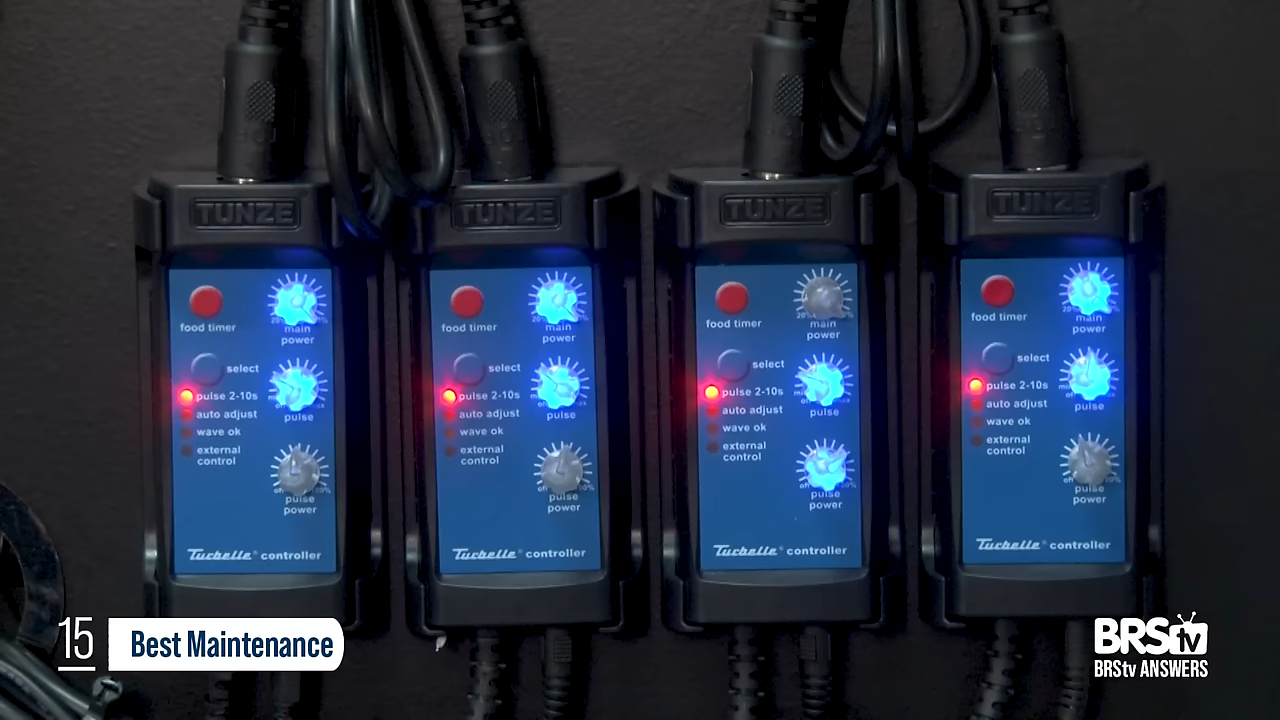 TUNZE
food timer
main
power
select
pulse 2-10s
auto adjust
wave ok
external
control
pulse
pulse
power
Turbelle® controller
TUNZE
food timer
main
power
select
pulse 2-10s
auto adjust
wave ok
external
control
pulse
pulse
power
Turbelle® controller
TUNZE
food timer
main
power
select
pulse 2-10s
auto adjust
wave ok
external
control
pulse
pulse
power
Turbelle® controller
TUNZE
food timer
main
power
select
pulse 2-10s
auto adjust
wave ok
external
control
pulse
pulse
power
Turbelle® controller
15
Best Maintenance
BRStv
BRStv ANSWERS